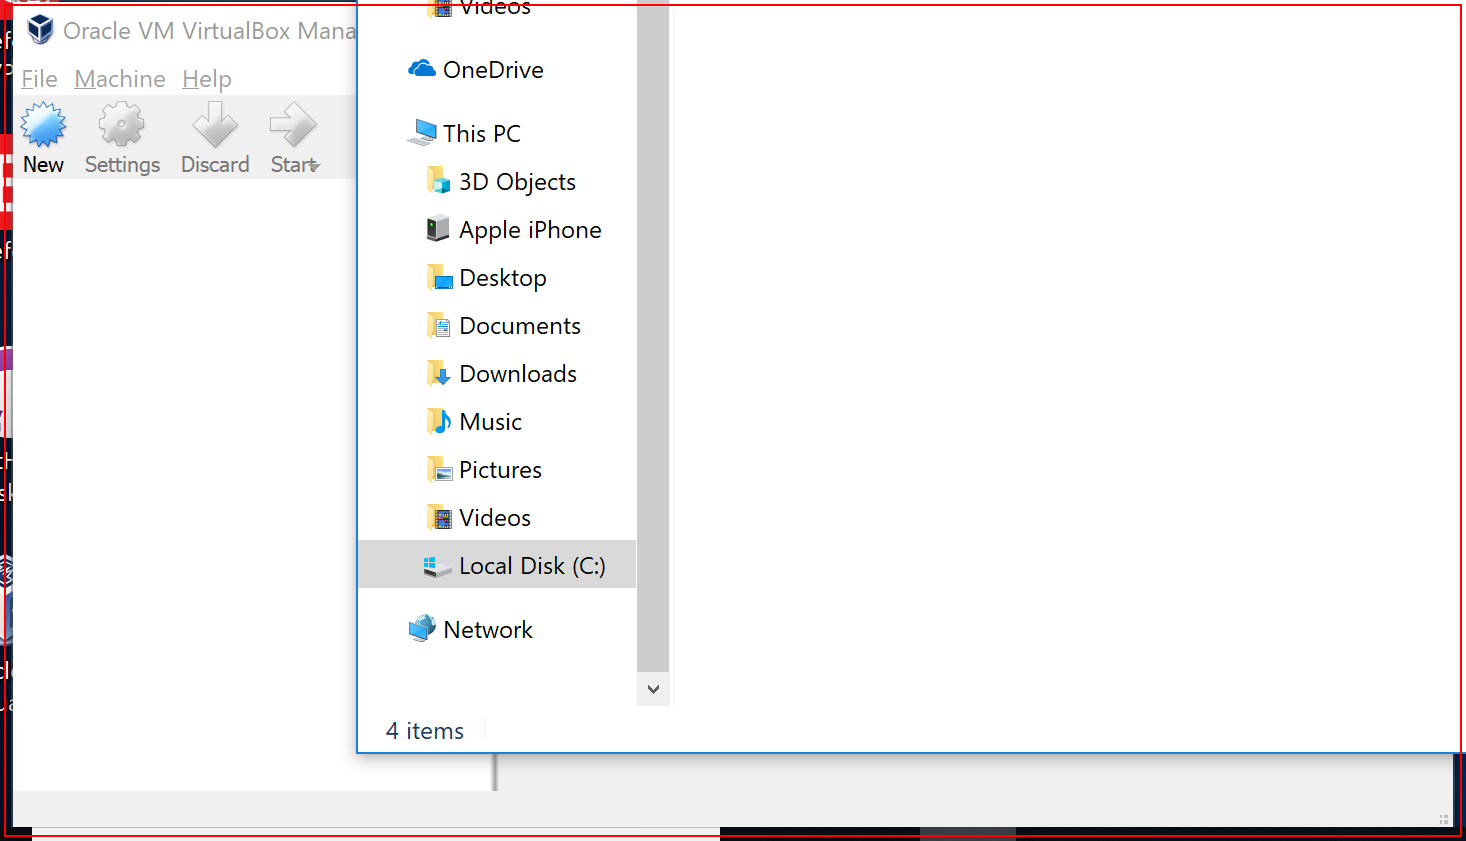 Oracle VM VirtualBox Mana
File Machine Help
New Settings Discard Start
Videos
OneDrive
This PC
3D Objects
Apple iPhone
Desktop
Documents
Downloads
Music
Pictures
Videos
Local Disk (C:)
Network
4 items